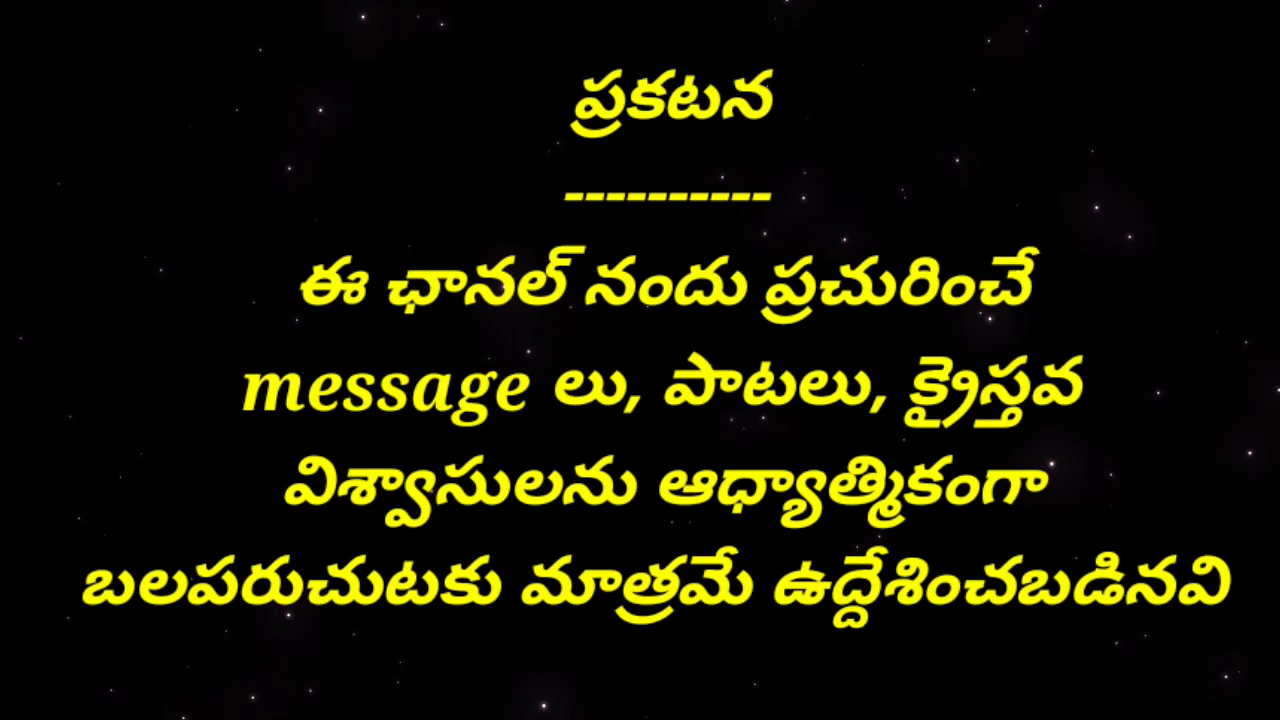 ప్రకటన
----------
ఈ ఛానల్ నందు ప్రచురించే
message లు, పాటలు, క్రైస్తవ
విశ్వాసులను ఆధ్యాత్మికంగా
బలపరుచుటకు మాత్రమే ఉద్దేశించబడినవి